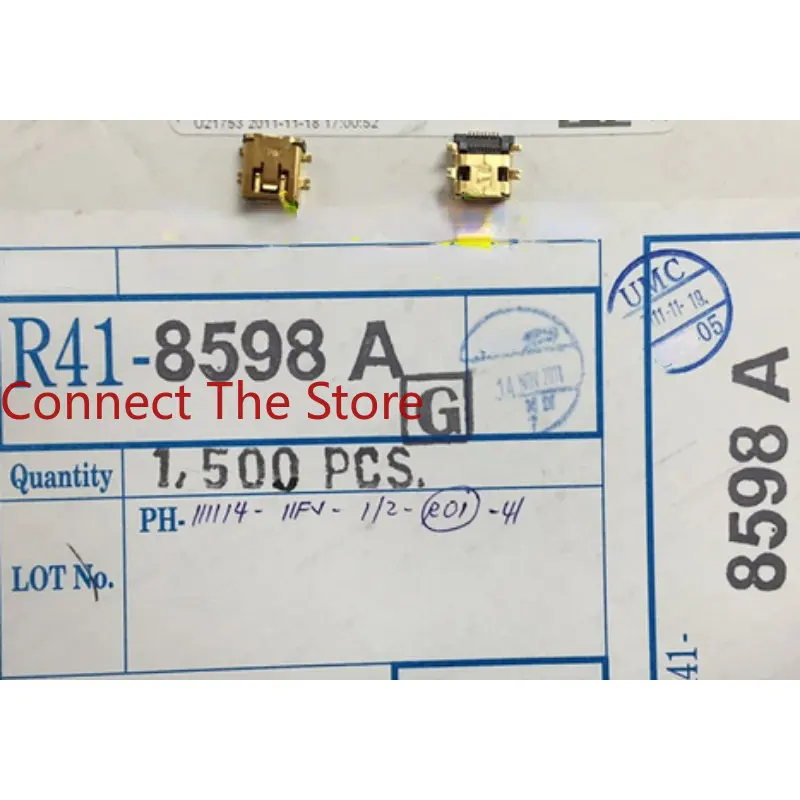 U21753 2011-11-18 17:00:52
R41-8598 A
Connect The Store
G
UMC
11-11-18.
05
14 NOV 2011
Quantity 1,500 PCS.
PH-111114-11FV-1/2-R01-41
LOT No.
8598 A
41-